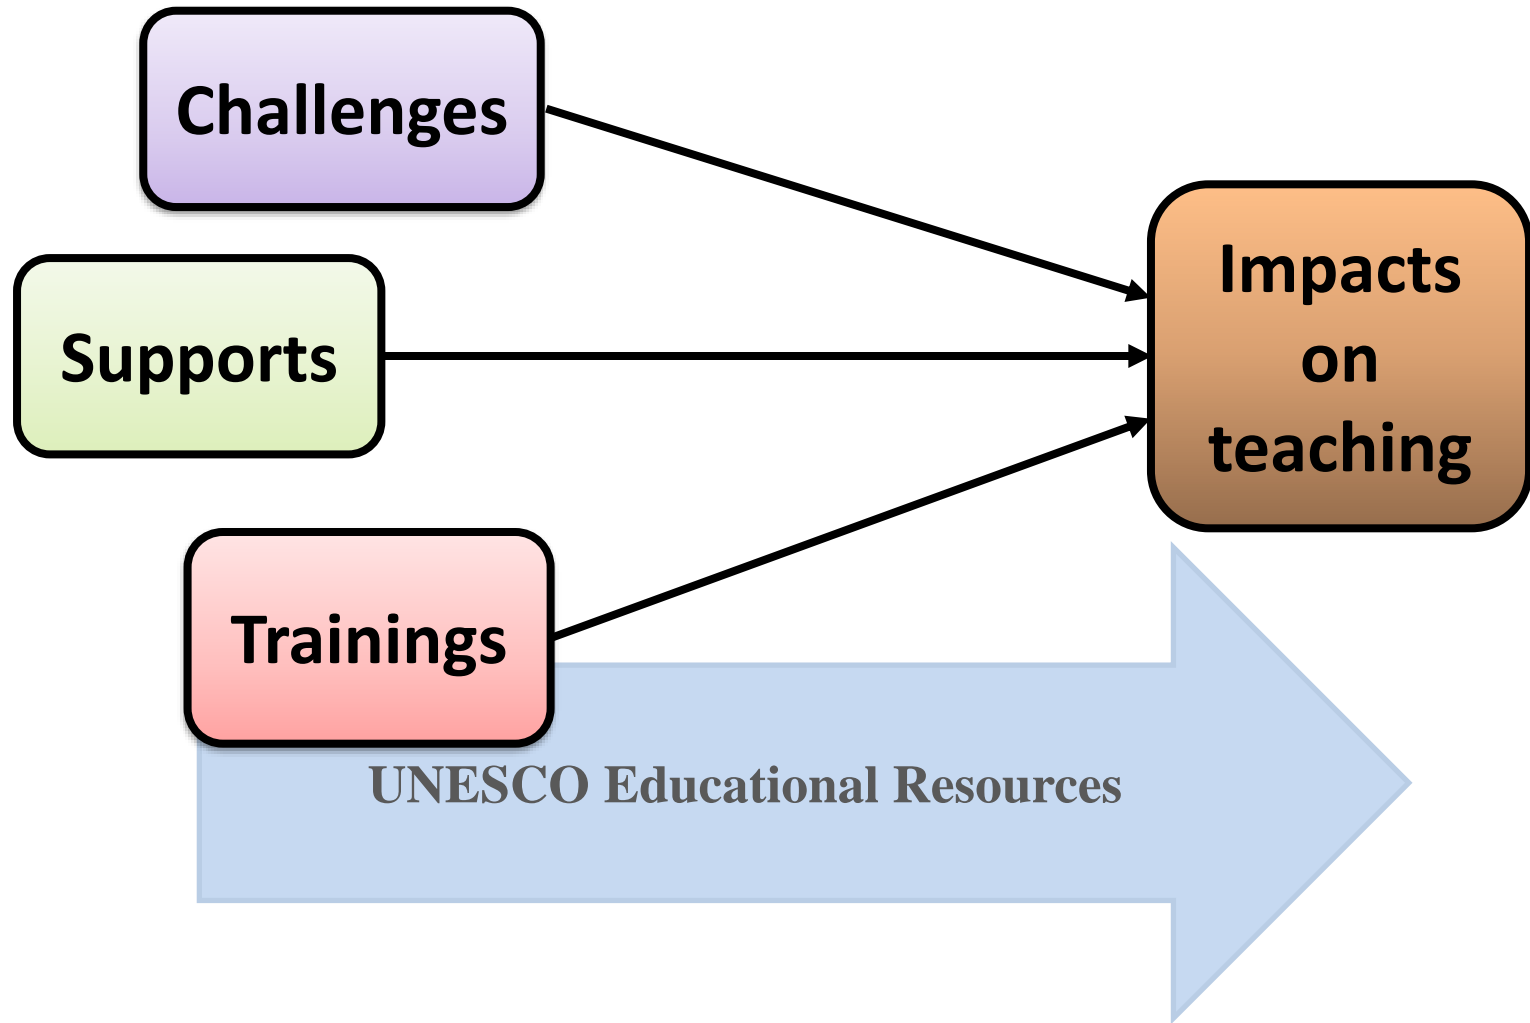 Challenges
Supports
Trainings
Impacts
on
teaching
UNESCO Educational Resources